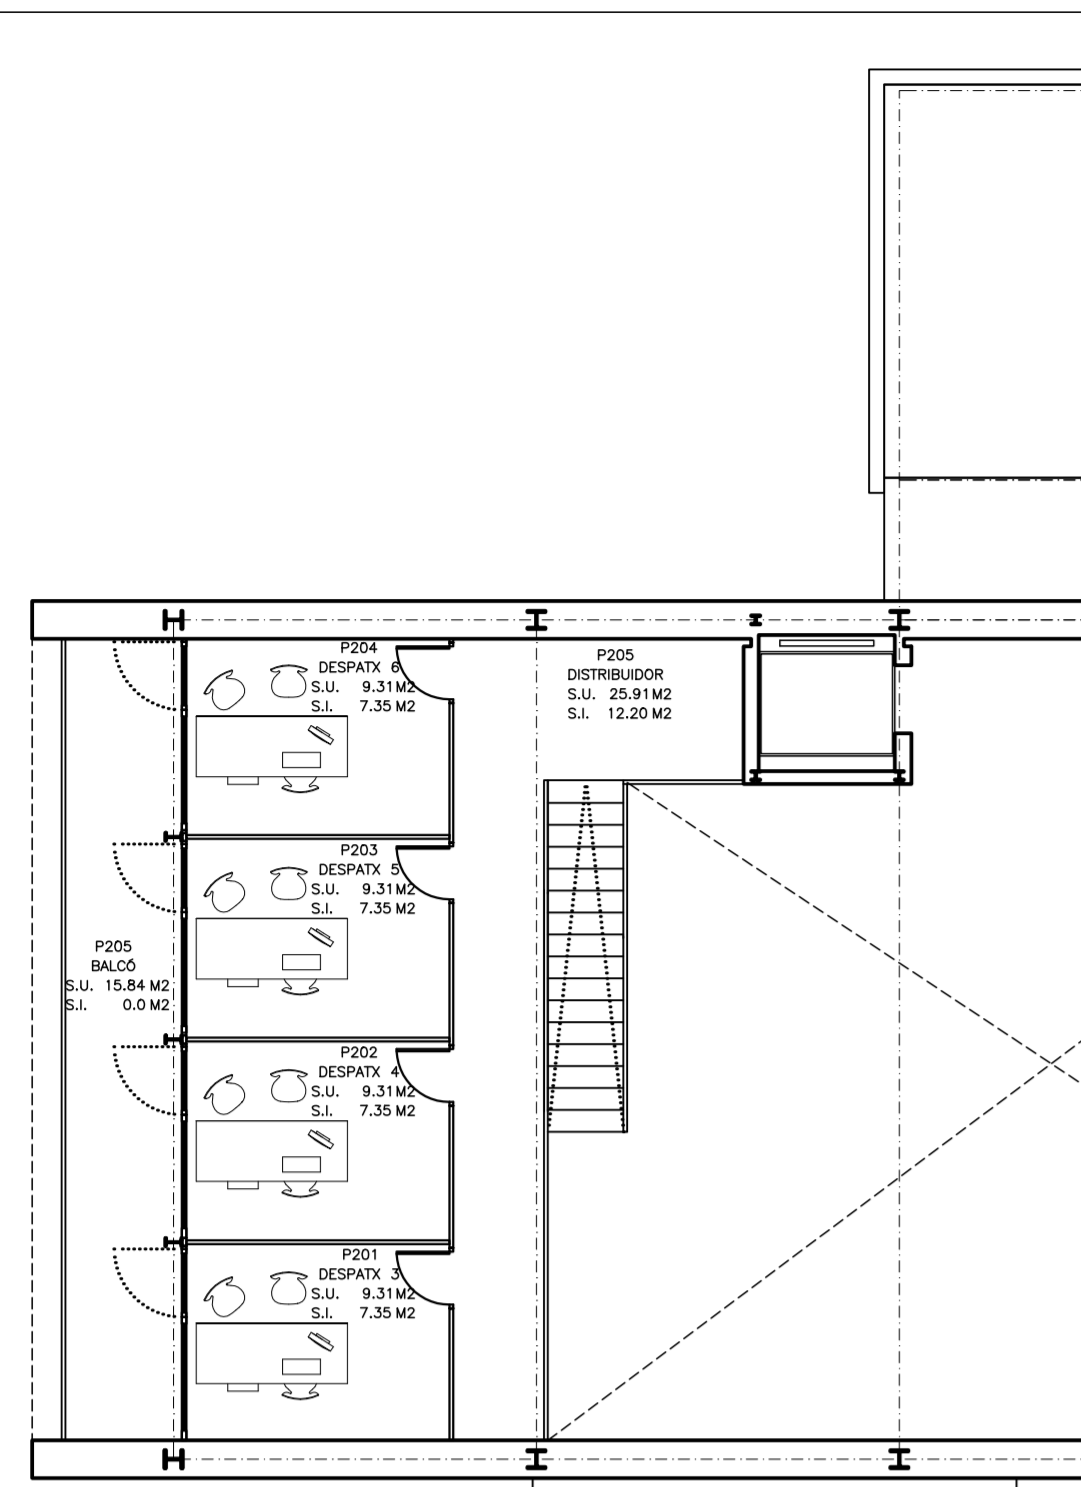 P204
DESPATX 6
S.U. 9.31 M2
S.I. 7.35 M2
P205
DISTRIBUIDOR
S.U. 25.91 M2
S.I. 12.20 M2
P203
DESPATX 5
S.U. 9.31 M2
S.I. 7.35 M2
P205
BALCÓ
S.U. 15.84 M2
S.I. 0.0 M2
P202
DESPATX 4
S.U. 9.31 M2
S.I. 7.35 M2
P201
DESPATX 3
S.U. 9.31 M2
S.I. 7.35 M2